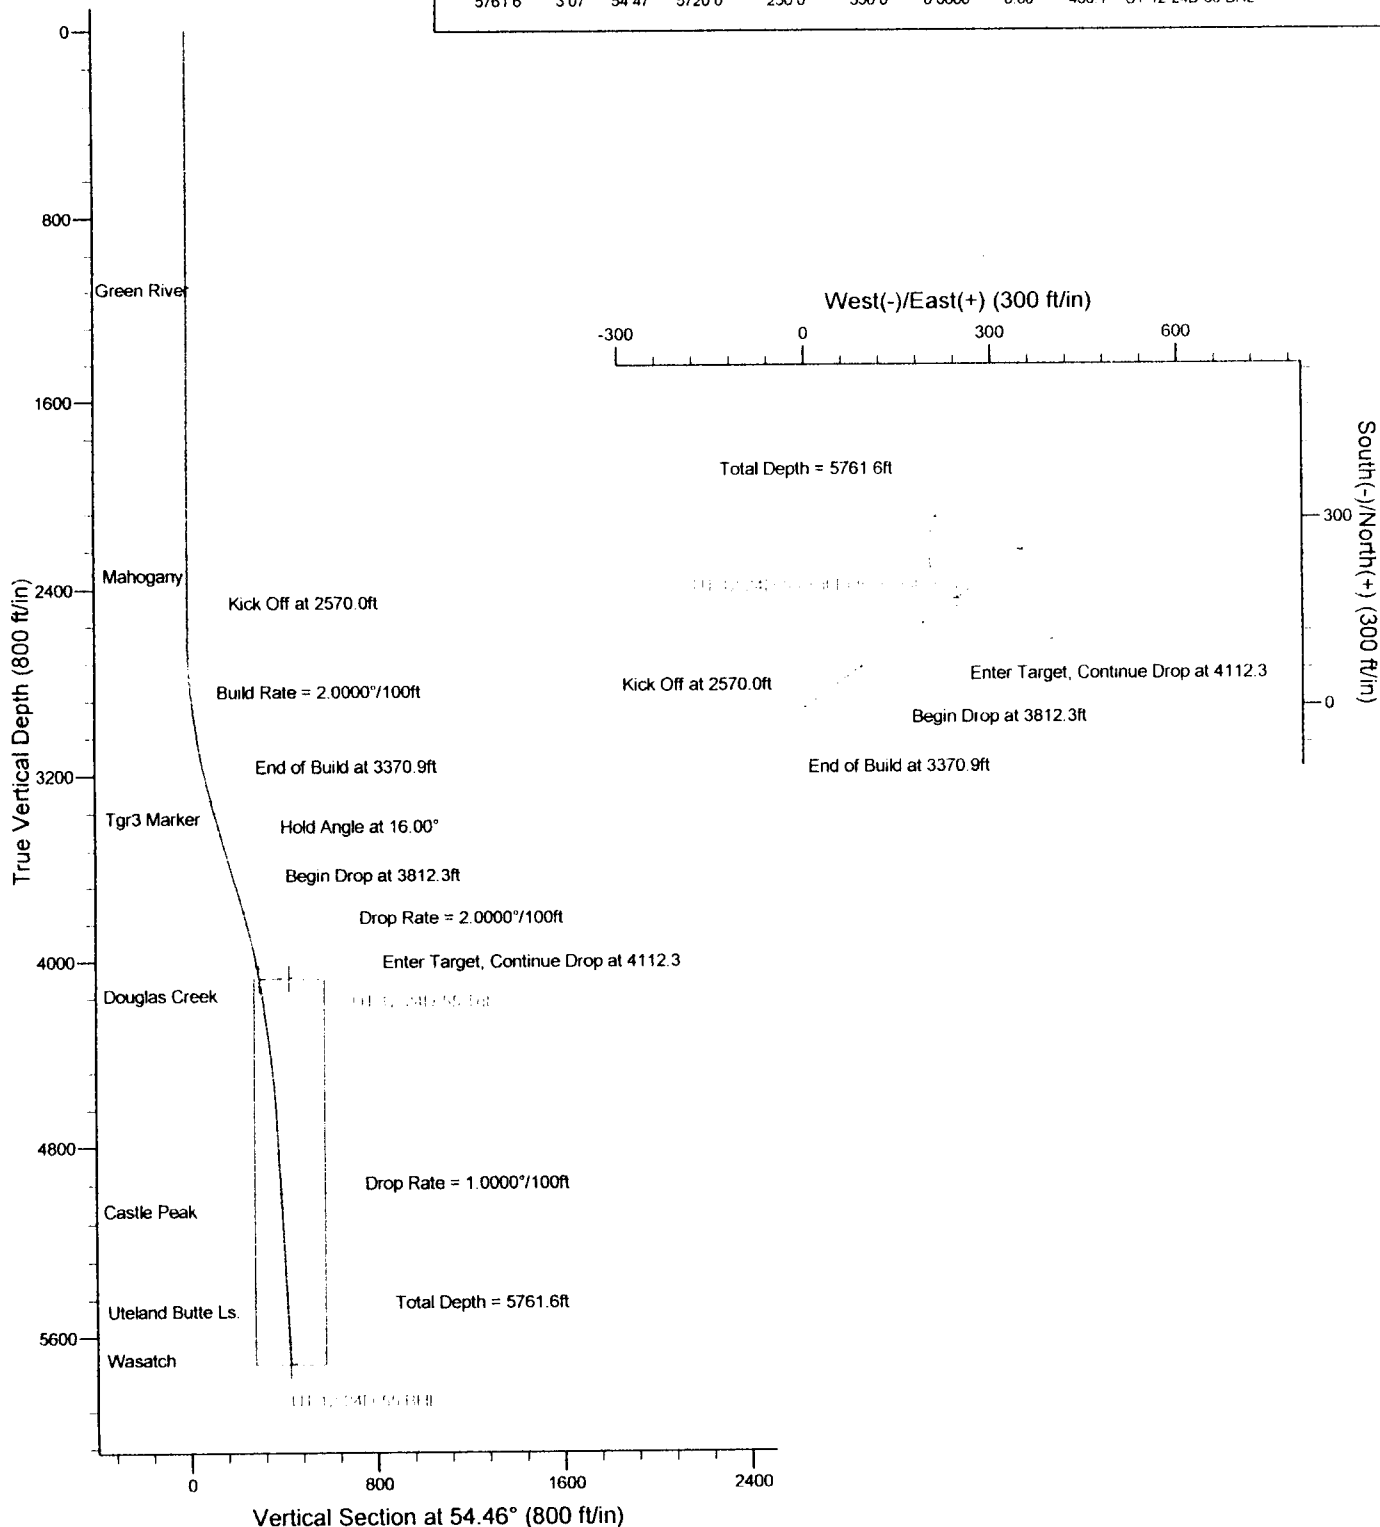 0
800
Green River
West(-)/East(+) (300 ft/in)
-300 0 300 600
1600
Total Depth = 5761 6ft
South(-)/North(+) (300 ft/in)
300
0
True Vertical Depth (800 ft/in)
Mahogany
2400
Kick Off at 2570.0ft
Kick Off at 2570.0ft
Enter Target, Continue Drop at 4112.3
Build Rate = 2.0000°/100ft
Begin Drop at 3812.3ft
End of Build at 3370.9ft
End of Build at 3370.9ft
3200
Tgr3 Marker
Hold Angle at 16.00°
Begin Drop at 3812.3ft
Drop Rate = 2.0000°/100ft
4000
Enter Target, Continue Drop at 4112.3
Douglas Creek
4800
Drop Rate = 1.0000°/100ft
Castle Peak
Total Depth = 5761.6ft
Uteland Butte Ls.
5600
Wasatch
0 800 1600 2400
Vertical Section at 54.46° (800 ft/in)